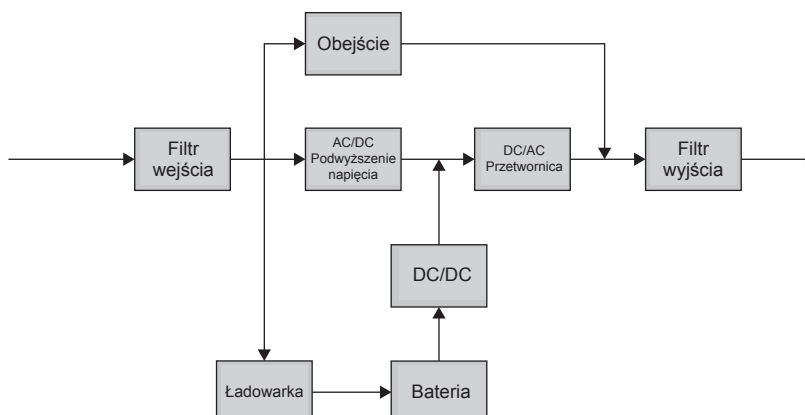 Obejście
Filtr
wejścia
AC/DC
Podwyższenie
napięcia
DC/AC
Przetwornica
Filtr
wyjścia
DC/DC
Ładowarka
Bateria